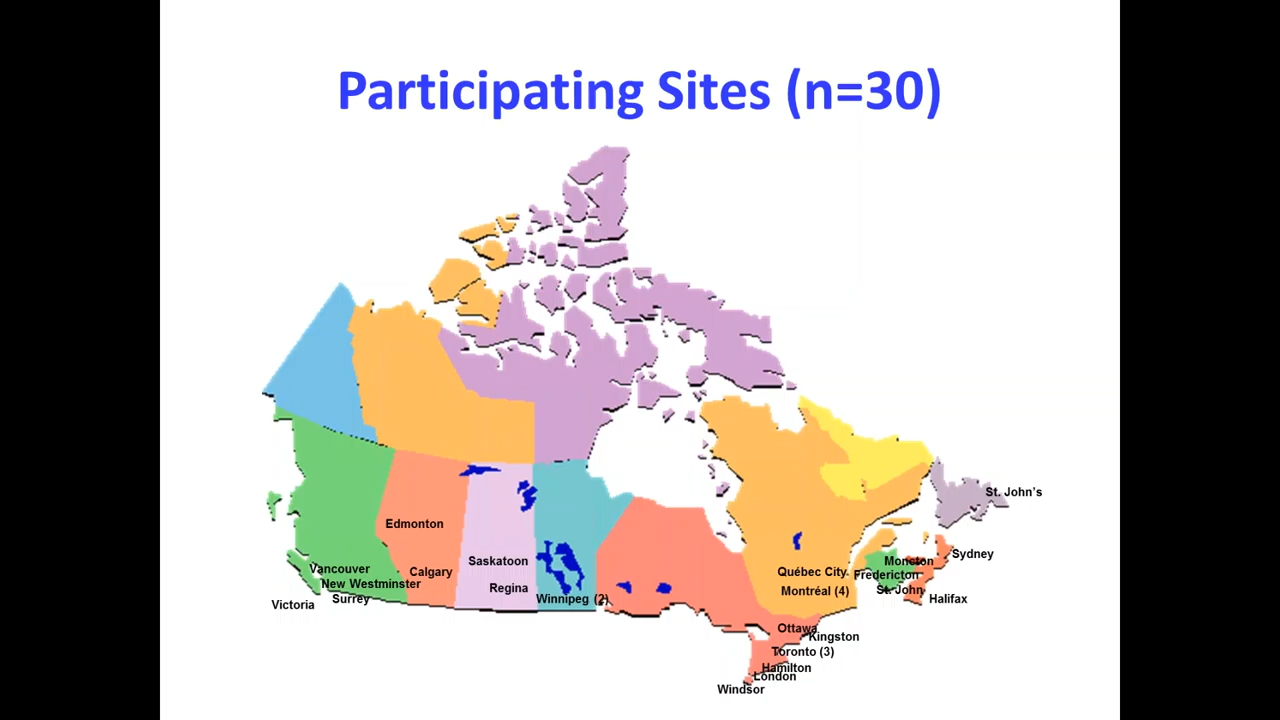 Participating Sites (n=30)
St. John's
Edmonton
Sydney
Moncton
Saskatoon
Vancouver
Calgary
Québec City
Fredericton
New Westminster
Regina
Montréal (4)
St. John
Victoria
Surrey
Winnipeg (2)
Halifax
Ottawa
Kingston
Toronto (3)
Hamilton
London
Windsor